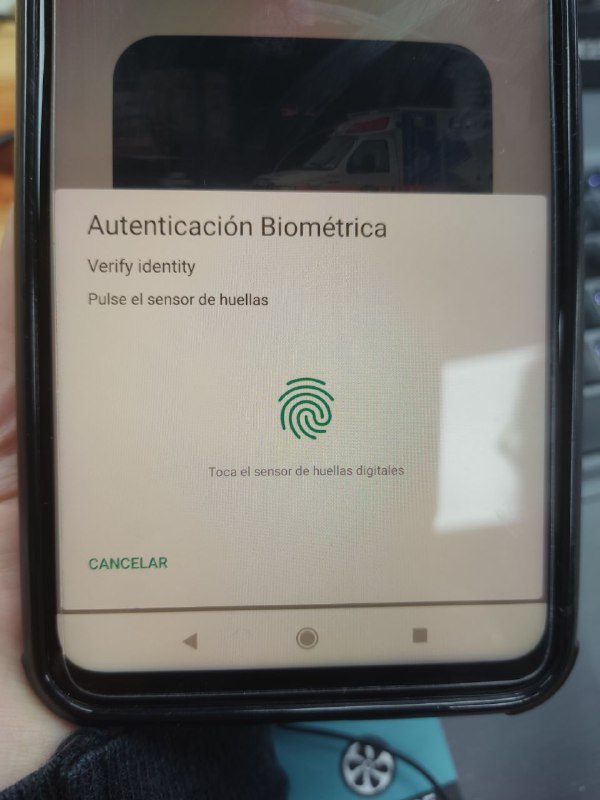 Autenticación Biométrica
Verify identity
Pulse el sensor de huellas
Toca el sensor de huellas digitales
CANCELAR